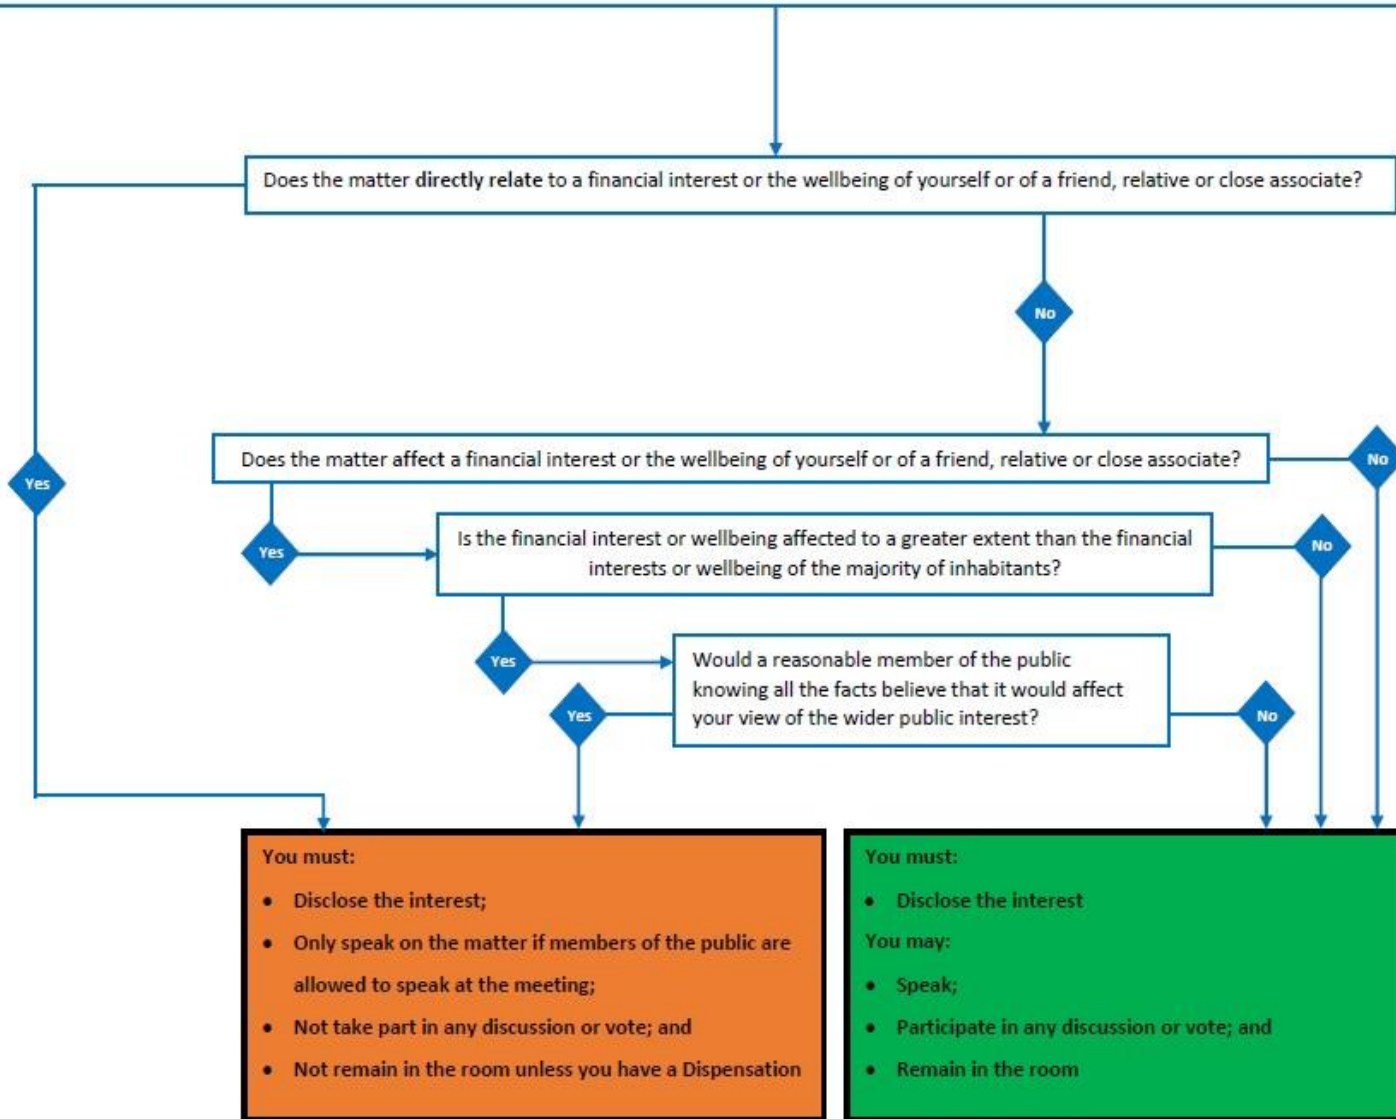 Does the matter directly relate to a financial interest or the wellbeing of yourself or of a friend, relative or close associate?
No
Yes
Does the matter affect a financial interest or the wellbeing of yourself or of a friend, relative or close associate?
No
Yes
Is the financial interest or wellbeing affected to a greater extent than the financial
interests or wellbeing of the majority of inhabitants?
No
Yes
Would a reasonable member of the public
knowing all the facts believe that it would affect
your view of the wider public interest?
Yes
No
You must:
• Disclose the interest;
• Only speak on the matter if members of the public are
allowed to speak at the meeting;
• Not take part in any discussion or vote; and
• Not remain in the room unless you have a Dispensation
You must:
• Disclose the interest
You may:
• Speak;
• Participate in any discussion or vote; and
• Remain in the room